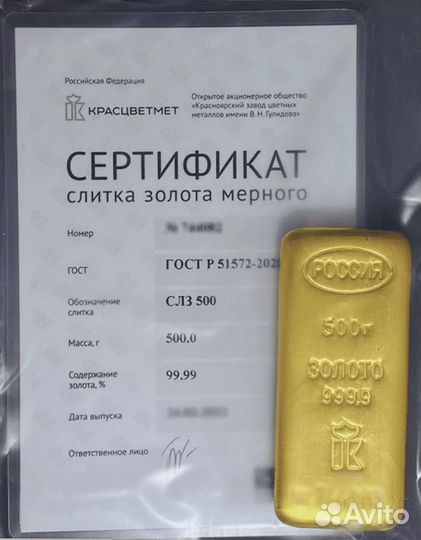 Российская Федерация
КРАСЦВЕТМЕТ
Открытое акционерное общество
«Красноярский завод цветных
металлов имени В. Н. Гулидова»
СЕРТИФИКАТ
слитка золота мерного
Номер
ГОСТ ГОСТ Р 51572-2020
Обозначение
слитка
СЛЗ 500
Масса, г 500.0
Содержание
золота, %
99,99
Дата выпуска
Ответственное лицо
РОССИЯ
500г
ЗОЛОТО
999.9
Avito